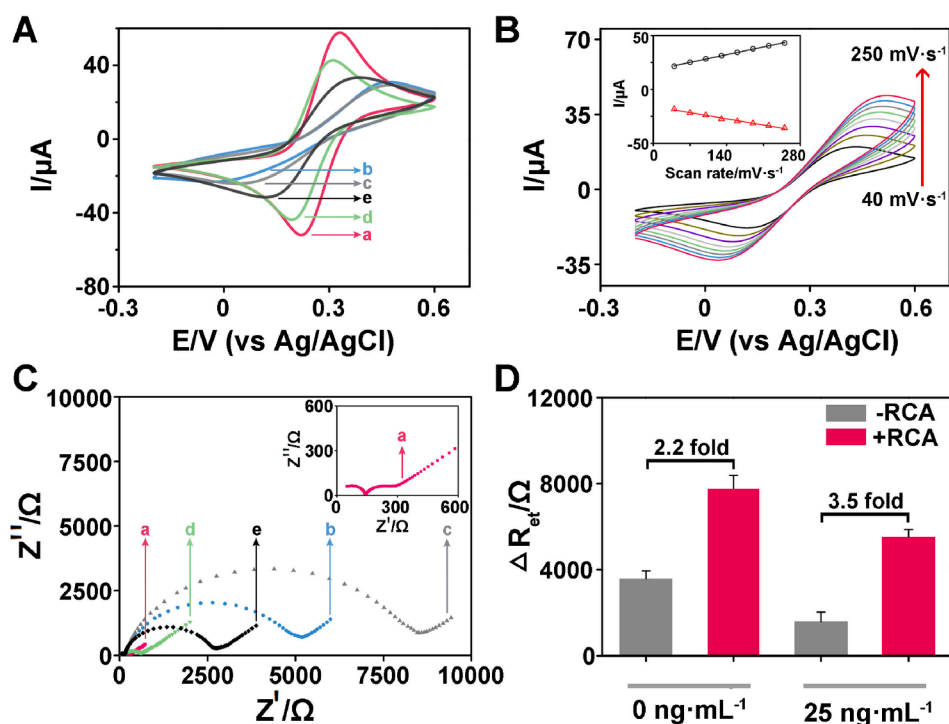 A
I/μA
40
0
-40
-80
-0.3
0
0.3
0.6
E/V (vs Ag/AgCl)
b
c
e
d
a
B
I/μA
70
35
0
-35
-0.3
0
0.3
0.6
E/V (vs Ag/AgCl)
250 mV·s⁻¹
40 mV·s⁻¹
I/μA
50
0
-50
0
140
280
Scan rate/mV·s⁻¹
C
Z''/Ω
10000
7500
5000
2500
0
0
2500
5000
7500
10000
Z'/Ω
a
d
e
b
c
Z''/Ω
600
300
0
0
300
600
Z'/Ω
a
D
△Ret/Ω
12000
8000
4000
0
-RCA
+RCA
2.2 fold
3.5 fold
0 ng·mL⁻¹
25 ng·mL⁻¹